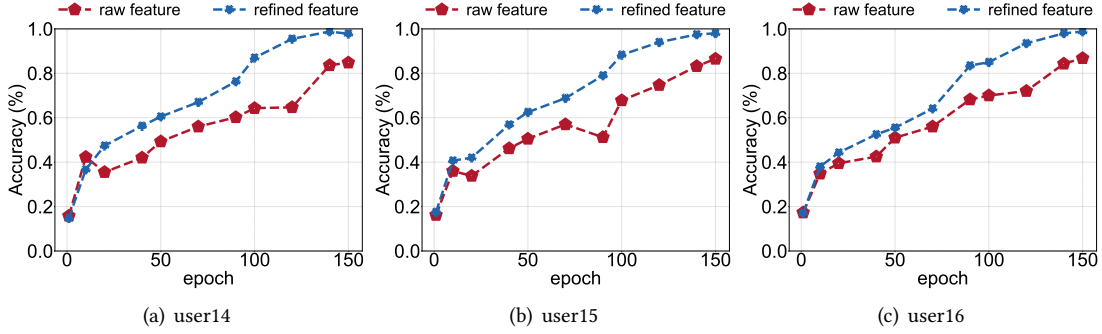 raw feature refined feature
Accuracy (%)
1.0
0.8
0.6
0.4
0.2
0.0
0 50 100 150
epoch
(a) user14
raw feature refined feature
Accuracy (%)
1.0
0.8
0.6
0.4
0.2
0.0
0 50 100 150
epoch
(b) user15
raw feature refined feature
Accuracy (%)
1.0
0.8
0.6
0.4
0.2
0.0
0 50 100 150
epoch
(c) user16